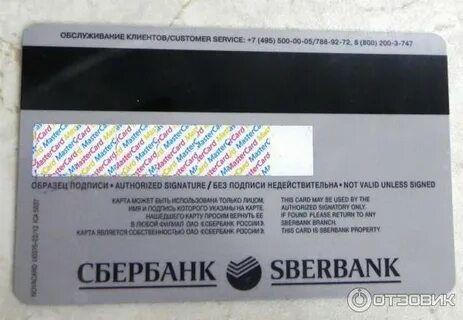 ОБСЛУЖИВАНИЕ КЛИЕНТОВ/CUSTOMER SERVICE: +7 (495) 500-00-05/788-92-72, 8 (800) 200-3-747
MasterCard MasterCard MasterCard
ОБРАЗЕЦ ПОДПИСИ • AUTHORIZED SIGNATURE / БЕЗ ПОДПИСИ НЕДЕЙСТВИТЕЛЬНА • NOT VALID UNLESS SIGNED
КАРТА МОЖЕТ БЫТЬ ИСПОЛЬЗОВАНА ТОЛЬКО ЛИЦОМ,
ИМЯ И ПОДПИСЬ КОТОРОГО УКАЗАНЫ НА КАРТЕ.
НАШЕДШЕГО КАРТУ ПРОСИМ ВЕРНУТЬ ЕЕ
В ЛЮБОЙ ФИЛИАЛ ОАО «СБЕРБАНК РОССИИ».
КАРТА ЯВЛЯЕТСЯ СОБСТВЕННОСТЬЮ ОАО «СБЕРБАНК РОССИИ».
THIS CARD MAY BE USED BY THE
AUTHORIZED SIGNATORY ONLY.
IF FOUND PLEASE RETURN TO ANY
SBERBANK BRANCH.
THIS CARD IS SBERBANK PROPERTY.
СБЕРБАНК SBERBANK
NOVACARD
ОТЗОВИК